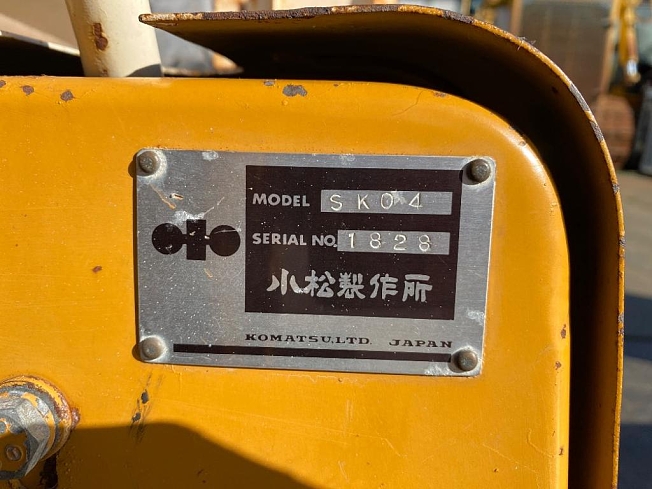 MODEL SK04
SERIAL NO. 1828
小松製作所
KOMATSU.LTD. JAPAN